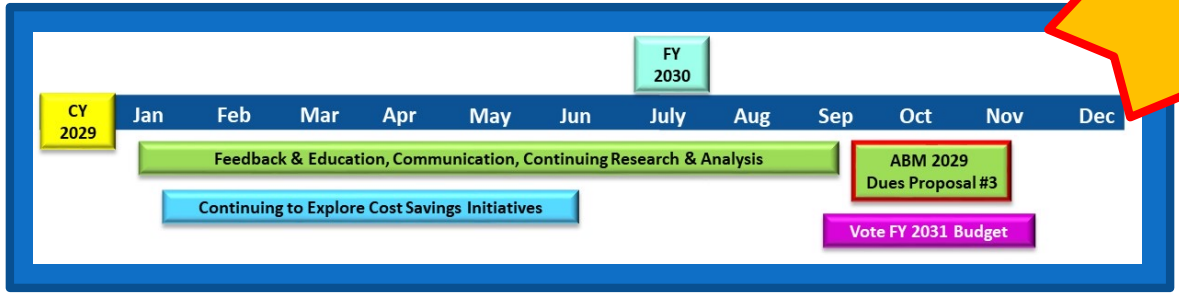 FY
2030
CY
2029
Jan Feb Mar Apr May Jun July Aug Sep Oct Nov Dec
Feedback & Education, Communication, Continuing Research & Analysis
ABM 2029
Dues Proposal #3
Continuing to Explore Cost Savings Initiatives
Vote FY 2031 Budget